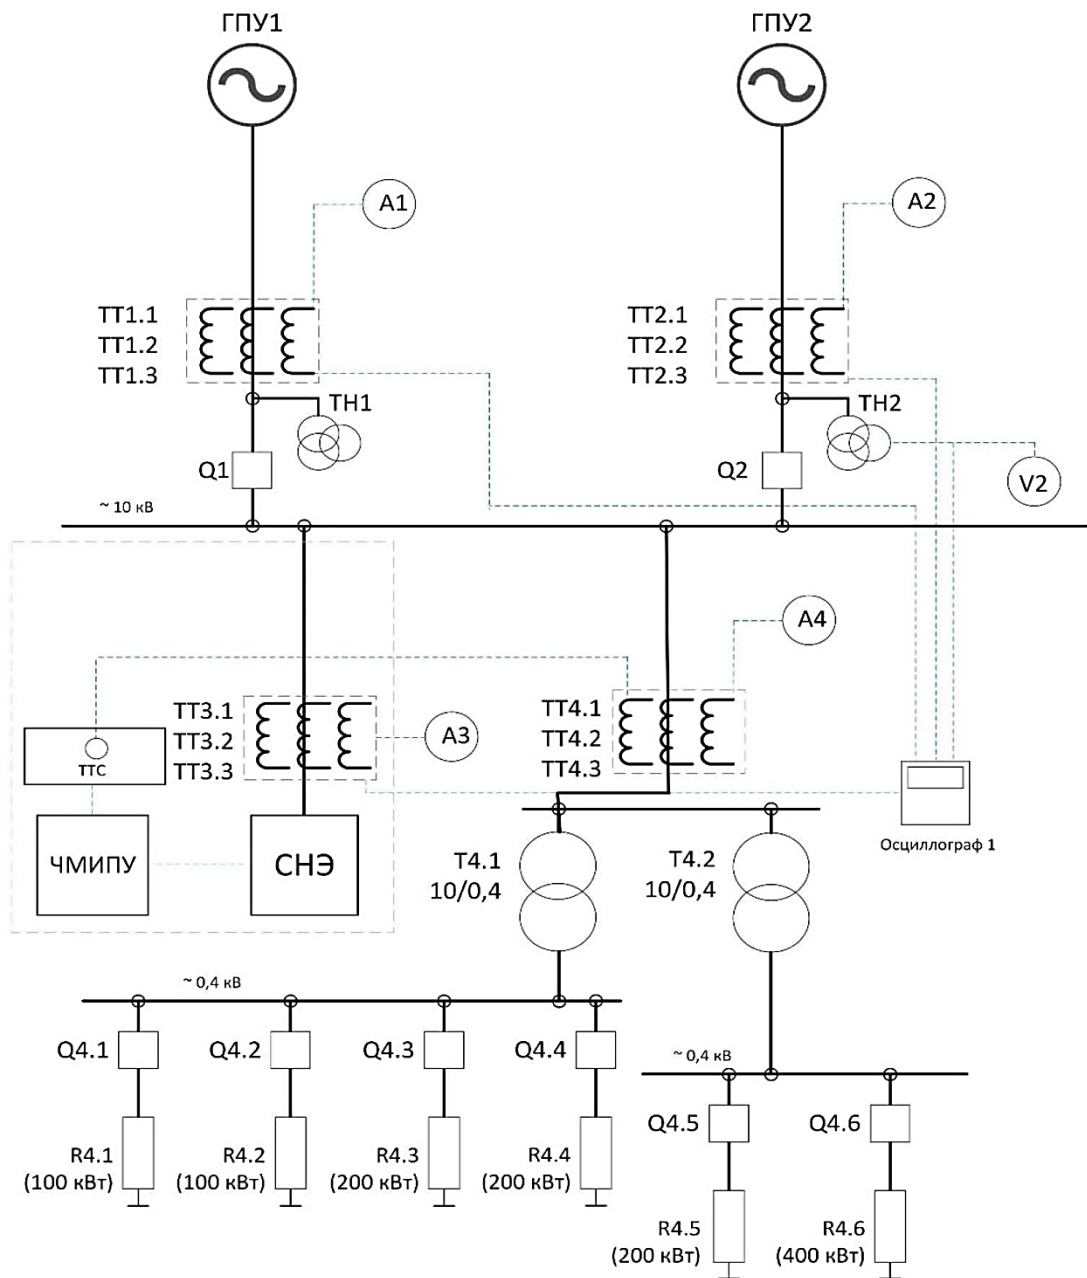 ГПУ1
ГПУ2
A1
A2
ТТ1.1
ТТ1.2
ТТ1.3
ТТ2.1
ТТ2.2
ТТ2.3
ТН1
ТН2
Q1
Q2
V2
~ 10 кВ
A4
ТТ3.1
ТТ3.2
ТТ3.3
A3
ТТ4.1
ТТ4.2
ТТ4.3
ТТС
ЧМИПУ
СНЭ
Осциллограф 1
Т4.1
10/0,4
Т4.2
10/0,4
~ 0,4 кВ
Q4.1
Q4.2
Q4.3
Q4.4
~ 0,4 кВ
Q4.5
Q4.6
R4.1
(100 кВт)
R4.2
(100 кВт)
R4.3
(200 кВт)
R4.4
(200 кВт)
R4.5
(200 кВт)
R4.6
(400 кВт)